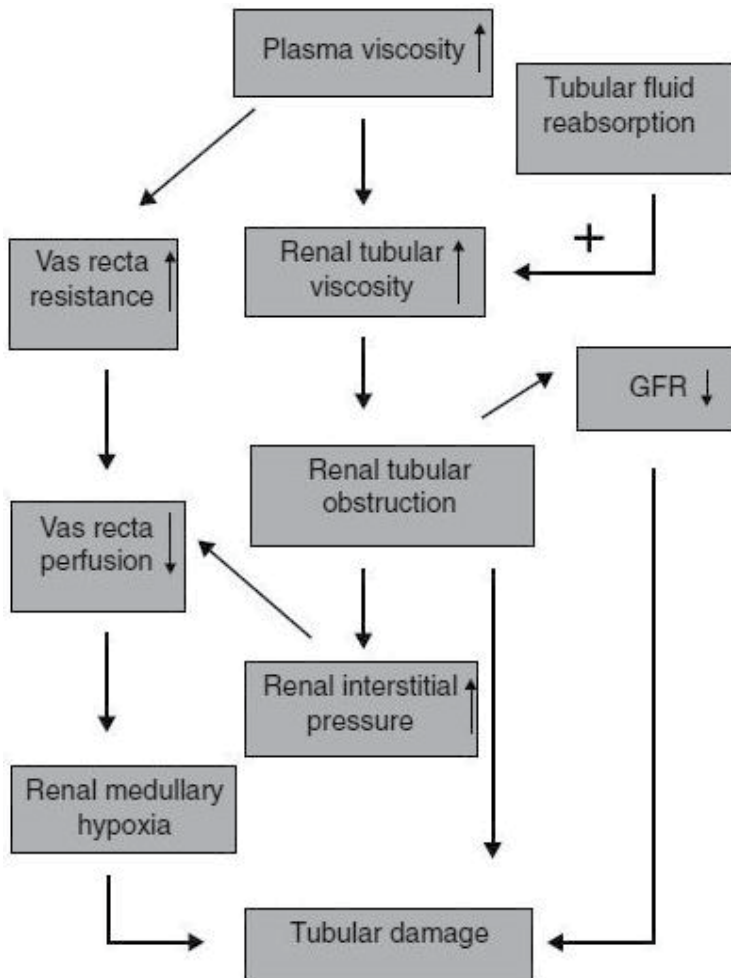 Plasma viscosity ↑
Tubular fluid
reabsorption
Vas recta
resistance ↑
Renal tubular
viscosity ↑
+
GFR ↓
Renal tubular
obstruction
Vas recta
perfusion ↓
Renal interstitial
pressure ↑
Renal medullary
hypoxia
Tubular damage